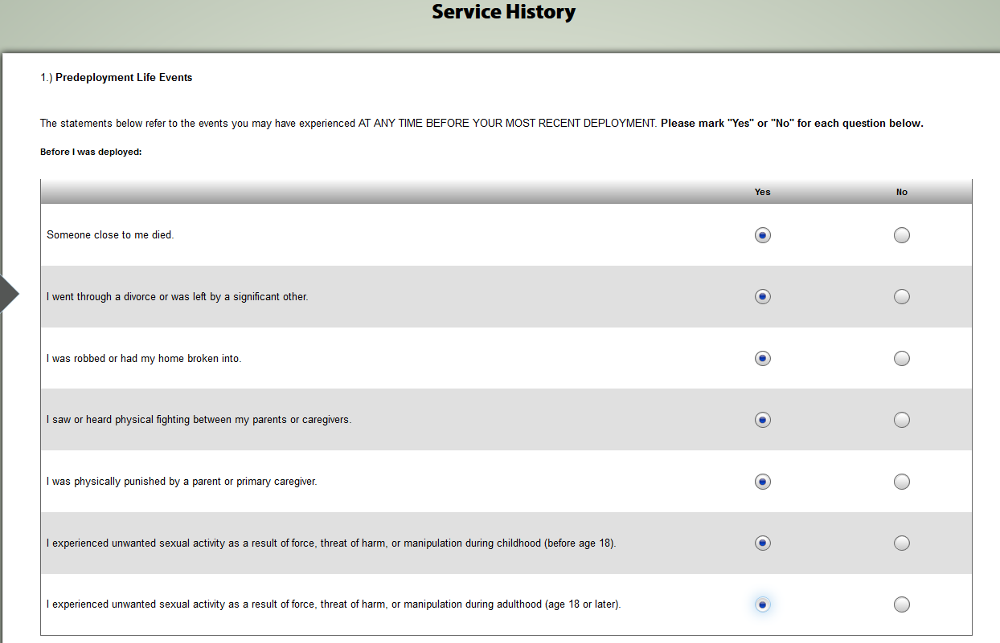 Service History
1.) Predeployment Life Events
The statements below refer to the events you may have experienced AT ANY TIME BEFORE YOUR MOST RECENT DEPLOYMENT. Please mark "Yes" or "No" for each question below.
Before I was deployed:
Yes No
Someone close to me died.
I went through a divorce or was left by a significant other.
I was robbed or had my home broken into.
I saw or heard physical fighting between my parents or caregivers.
I was physically punished by a parent or primary caregiver.
I experienced unwanted sexual activity as a result of force, threat of harm, or manipulation during childhood (before age 18).
I experienced unwanted sexual activity as a result of force, threat of harm, or manipulation during adulthood (age 18 or later).